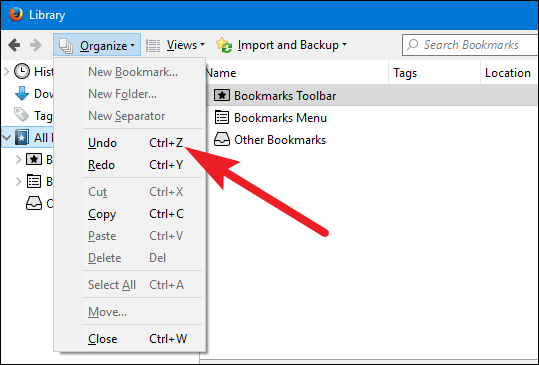 Library
Organize Views Import and Backup Search Bookmarks
Hist
Dow
Tag
All
B
B
O
New Bookmark...
New Folder...
New Separator
Undo Ctrl+Z
Redo Ctrl+Y
Cut Ctrl+X
Copy Ctrl+C
Paste Ctrl+V
Delete Del
Select All Ctrl+A
Move...
Close Ctrl+W
Name Tags Location
Bookmarks Toolbar
Bookmarks Menu
Other Bookmarks